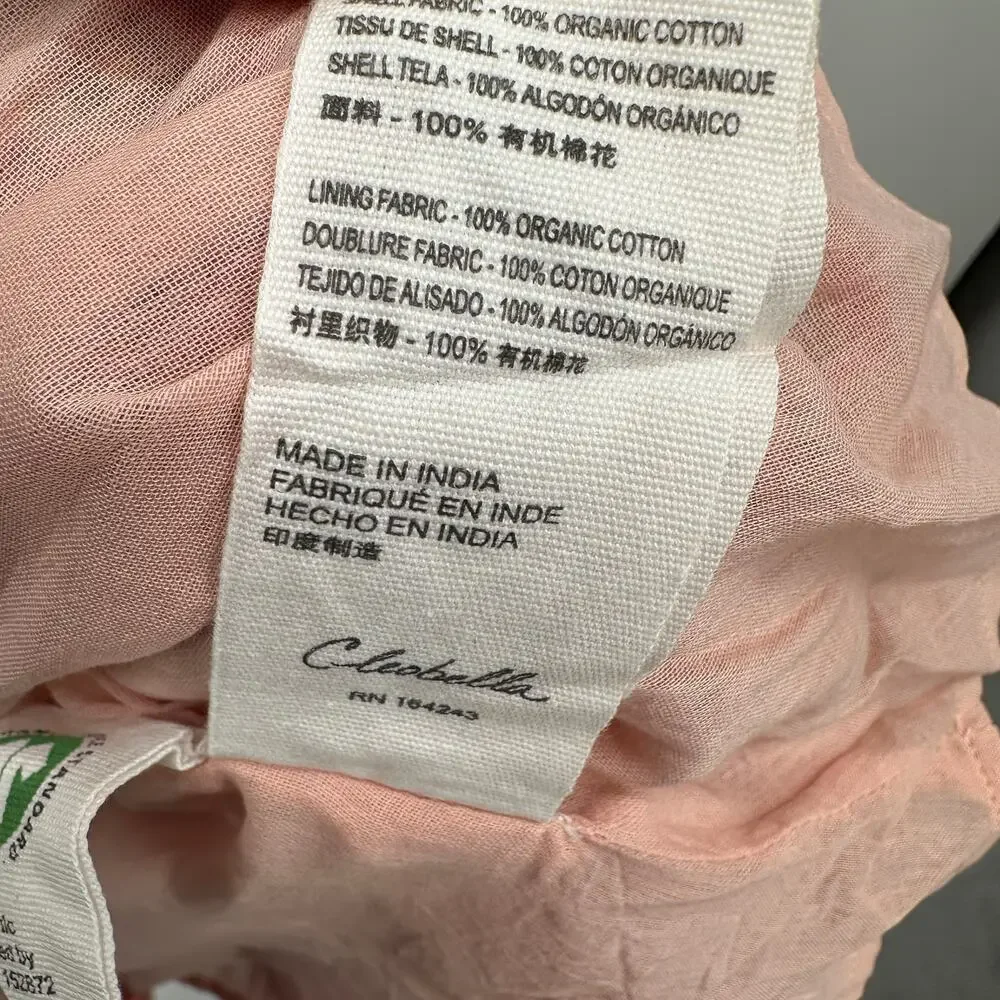 SHELL FABRIC - 100% ORGANIC COTTON
TISSU DE SHELL - 100% COTON ORGANIQUE
SHELL TELA - 100% ALGODÓN ORGÁNICO
面料 - 100% 有机棉花
LINING FABRIC - 100% ORGANIC COTTON
DOUBLURE FABRIC - 100% COTON ORGANIQUE
TEJIDO DE ALISADO - 100% ALGODÓN ORGÁNICO
衬里织物 - 100% 有机棉花
MADE IN INDIA
FABRIQUÉ EN INDE
HECHO EN INDIA
印度制造
Cleobella
RN 164243
STANDARD
by
152872